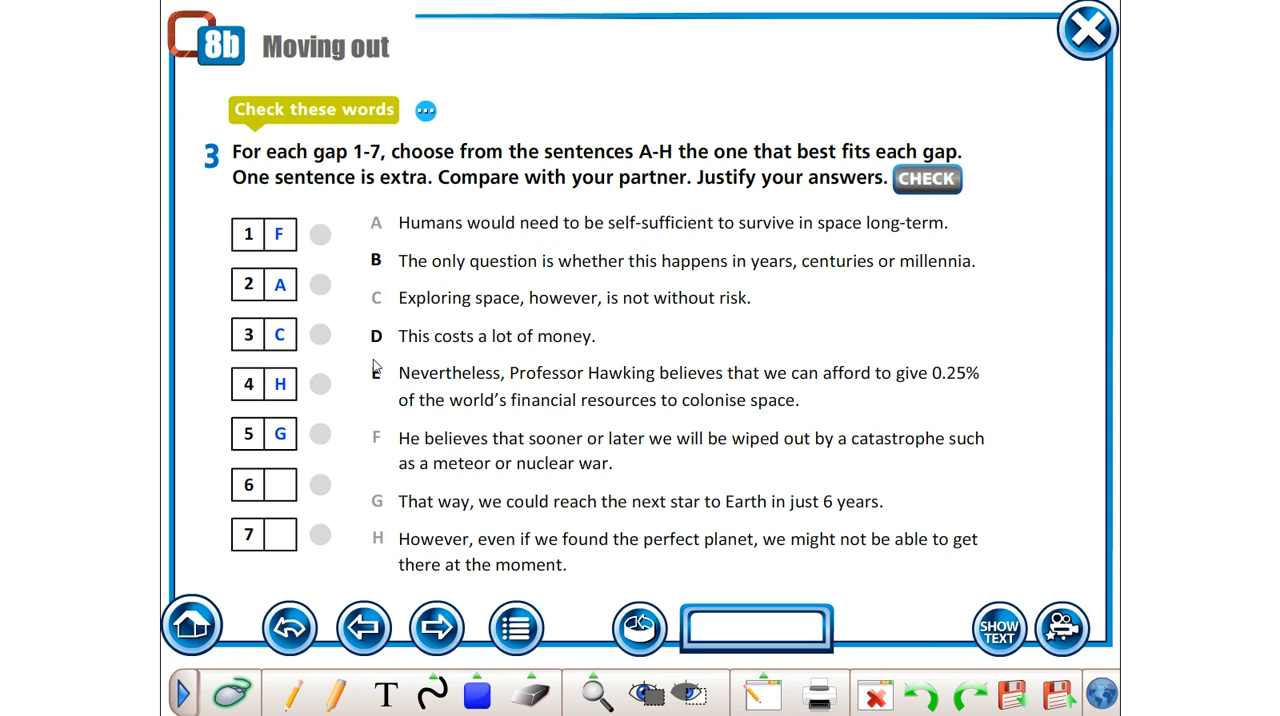 8b Moving out
Check these words
3 For each gap 1-7, choose from the sentences A-H the one that best fits each gap.
One sentence is extra. Compare with your partner. Justify your answers. CHECK
1 F
2 A
3 C
4 H
5 G
6
7
A Humans would need to be self-sufficient to survive in space long-term.
B The only question is whether this happens in years, centuries or millennia.
C Exploring space, however, is not without risk.
D This costs a lot of money.
E Nevertheless, Professor Hawking believes that we can afford to give 0.25%
of the world's financial resources to colonise space.
F He believes that sooner or later we will be wiped out by a catastrophe such
as a meteor or nuclear war.
G That way, we could reach the next star to Earth in just 6 years.
H However, even if we found the perfect planet, we might not be able to get
there at the moment.
SHOW
TEXT
T